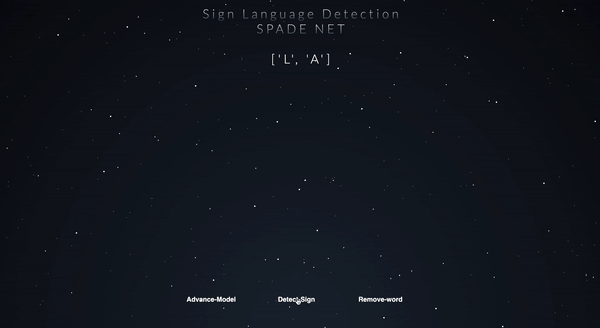 Sign Language Detection
SPADE NET
['L', 'A']
Advance-Model Detect-Sign Remove-word